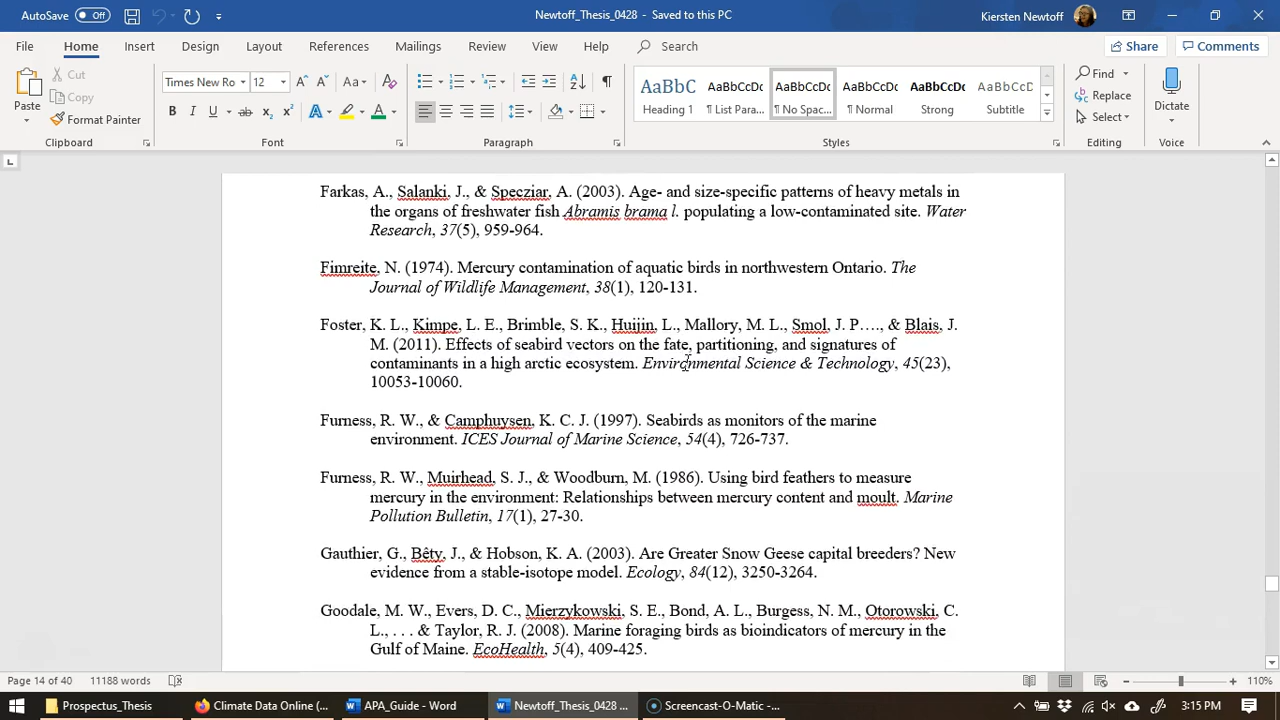 AutoSave Off Newtoff_Thesis_0428 - Saved to this PC Kiersten Newtoff
File Home Insert Design Layout References Mailings Review View Help Search Share Comments
Cut Times New Ro 12 Aa AaBbC AaBbCcDc AaBbCcDc AaBbCcDc AaBbCcDc AaBbCcDc Find
Copy Replace
Paste Format Painter B I U ab x₂ x² A A Heading 1 ¶ List Para... ¶ No Spac... ¶ Normal Strong Subtitle Select Dictate
Clipboard Font Paragraph Styles Editing Voice
Farkas, A., Salanki, J., & Specziar, A. (2003). Age- and size-specific patterns of heavy metals in
the organs of freshwater fish Abramis brama l. populating a low-contaminated site. Water
Research, 37(5), 959-964.
Fimreite, N. (1974). Mercury contamination of aquatic birds in northwestern Ontario. The
Journal of Wildlife Management, 38(1), 120-131.
Foster, K. L., Kimpe, L. E., Brimble, S. K., Huijin, L., Mallory, M. L., Smol, J. P…., & Blais, J.
M. (2011). Effects of seabird vectors on the fate, partitioning, and signatures of
contaminants in a high arctic ecosystem. Environmental Science & Technology, 45(23),
10053-10060.
Furness, R. W., & Camphuysen, K. C. J. (1997). Seabirds as monitors of the marine
environment. ICES Journal of Marine Science, 54(4), 726-737.
Furness, R. W., Muirhead, S. J., & Woodburn, M. (1986). Using bird feathers to measure
mercury in the environment: Relationships between mercury content and moult. Marine
Pollution Bulletin, 17(1), 27-30.
Gauthier, G., Bêty, J., & Hobson, K. A. (2003). Are Greater Snow Geese capital breeders? New
evidence from a stable-isotope model. Ecology, 84(12), 3250-3264.
Goodale, M. W., Evers, D. C., Mierzykowski, S. E., Bond, A. L., Burgess, N. M., Otorowski, C.
L., . . . & Taylor, R. J. (2008). Marine foraging birds as bioindicators of mercury in the
Gulf of Maine. EcoHealth, 5(4), 409-425.
Page 14 of 40 11188 words 110%
Prospectus_Thesis Climate Data Online (... APA_Guide - Word Newtoff_Thesis_0428 ... Screencast-O-Matic -... 3:15 PM